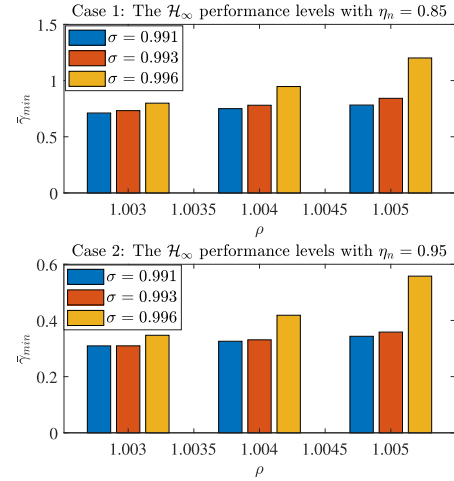 Case 1: The ℋ∞ performance levels with ηn = 0.85
1.5
1
0.5
0
γ̄min
σ = 0.991
σ = 0.993
σ = 0.996
1.003 1.0035 1.004 1.0045 1.005
ρ
Case 2: The ℋ∞ performance levels with ηn = 0.95
0.6
0.4
0.2
0
γ̄min
σ = 0.991
σ = 0.993
σ = 0.996
1.003 1.0035 1.004 1.0045 1.005
ρ